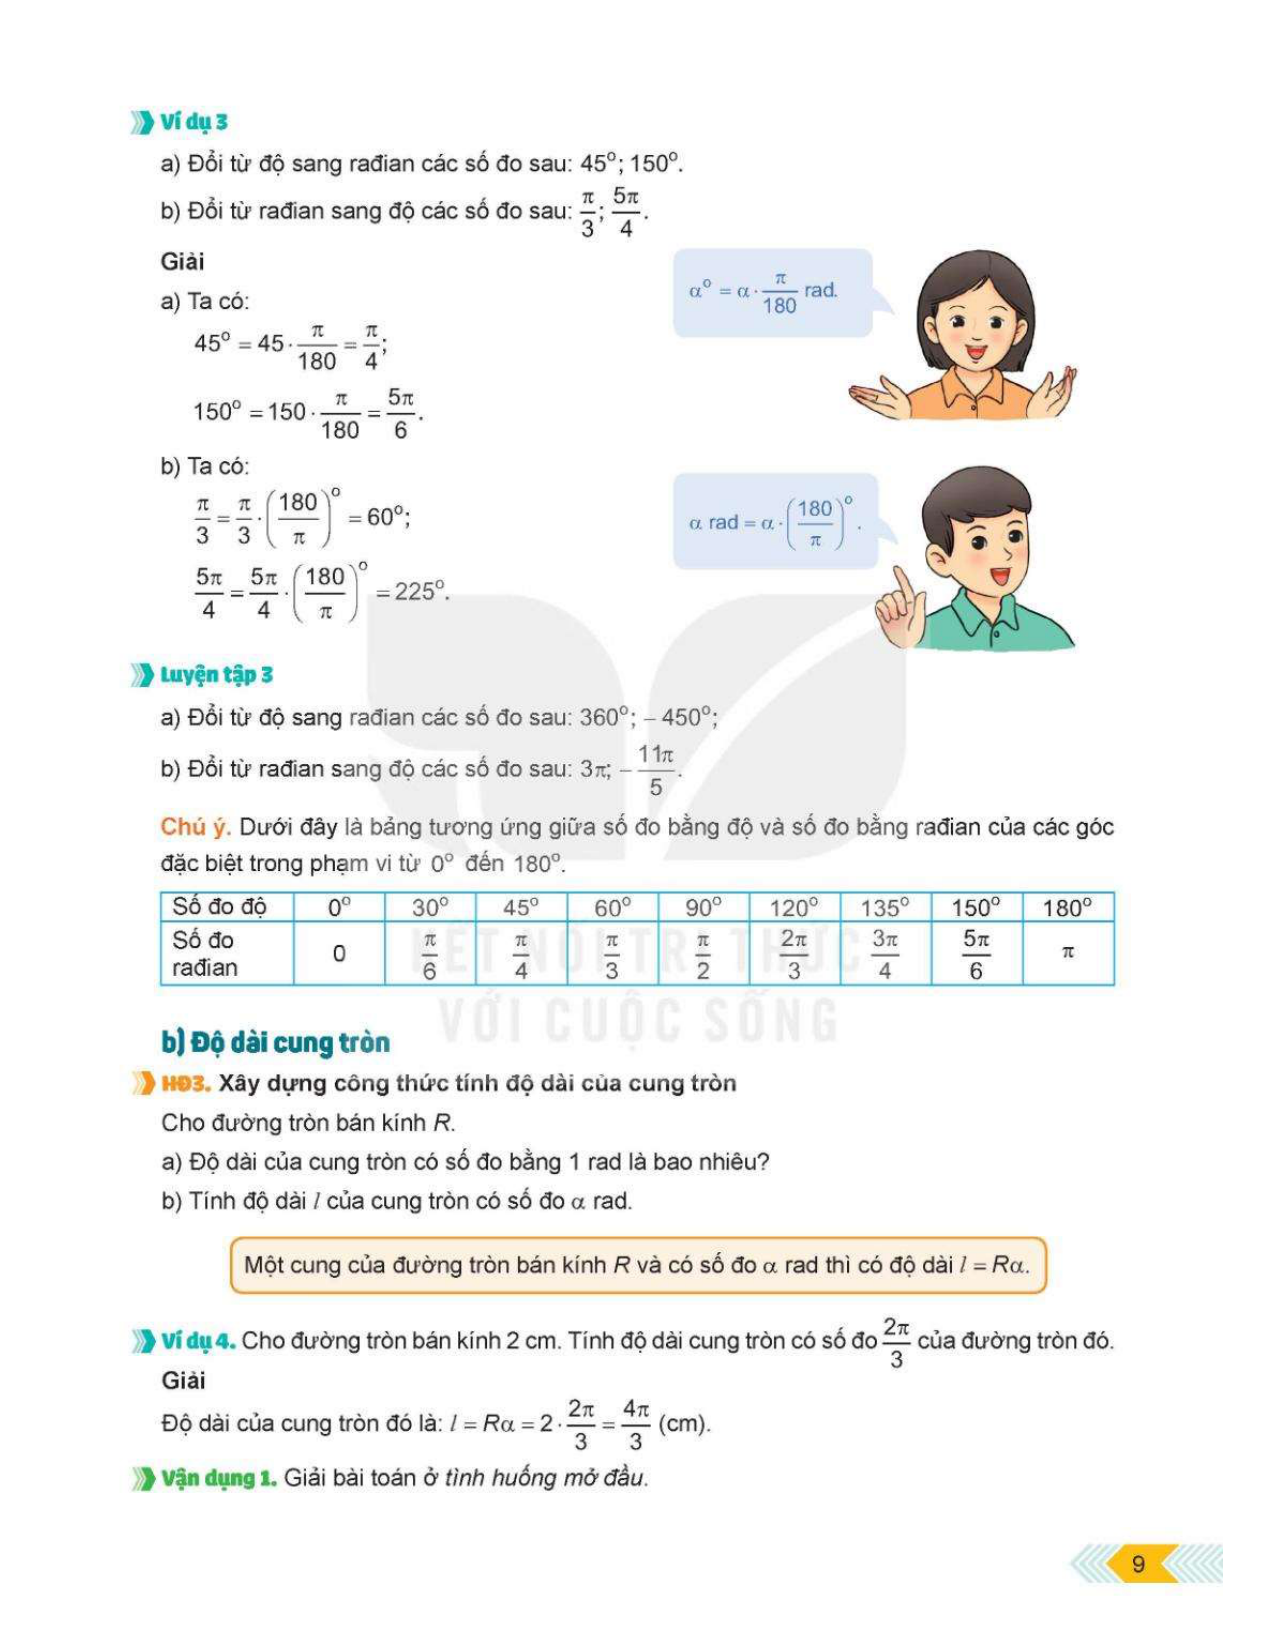 Ví dụ 3
a) Đổi từ độ sang rađian các số đo sau: 45°; 150°.
b) Đổi từ rađian sang độ các số đo sau: π/3; 5π/4.
Giải
a) Ta có:
45° = 45 · π/180 = π/4;
α° = α · π/180 rad.
150° = 150 · π/180 = 5π/6.
b) Ta có:
π/3 = π/3 · (180/π)° = 60°;
α rad = α · (180/π)°.
5π/4 = 5π/4 · (180/π)° = 225°.
Luyện tập 3
a) Đổi từ độ sang rađian các số đo sau: 360°; – 450°;
b) Đổi từ rađian sang độ các số đo sau: 3π; – 11π/5.
Chú ý. Dưới đây là bảng tương ứng giữa số đo bằng độ và số đo bằng rađian của các góc
đặc biệt trong phạm vi từ 0° đến 180°.
Số đo độ 0° 30° 45° 60° 90° 120° 135° 150° 180°
Số đo rađian 0 π/6 π/4 π/3 π/2 2π/3 3π/4 5π/6 π
KẾT NỐI TRI THỨC
VỚI CUỘC SỐNG
b) Độ dài cung tròn
HĐ3. Xây dựng công thức tính độ dài của cung tròn
Cho đường tròn bán kính R.
a) Độ dài của cung tròn có số đo bằng 1 rad là bao nhiêu?
b) Tính độ dài l của cung tròn có số đo α rad.
Một cung của đường tròn bán kính R và có số đo α rad thì có độ dài l = Rα.
Ví dụ 4. Cho đường tròn bán kính 2 cm. Tính độ dài cung tròn có số đo 2π/3 của đường tròn đó.
Giải
Độ dài của cung tròn đó là: l = Rα = 2 · 2π/3 = 4π/3 (cm).
Vận dụng 1. Giải bài toán ở tình huống mở đầu.
9